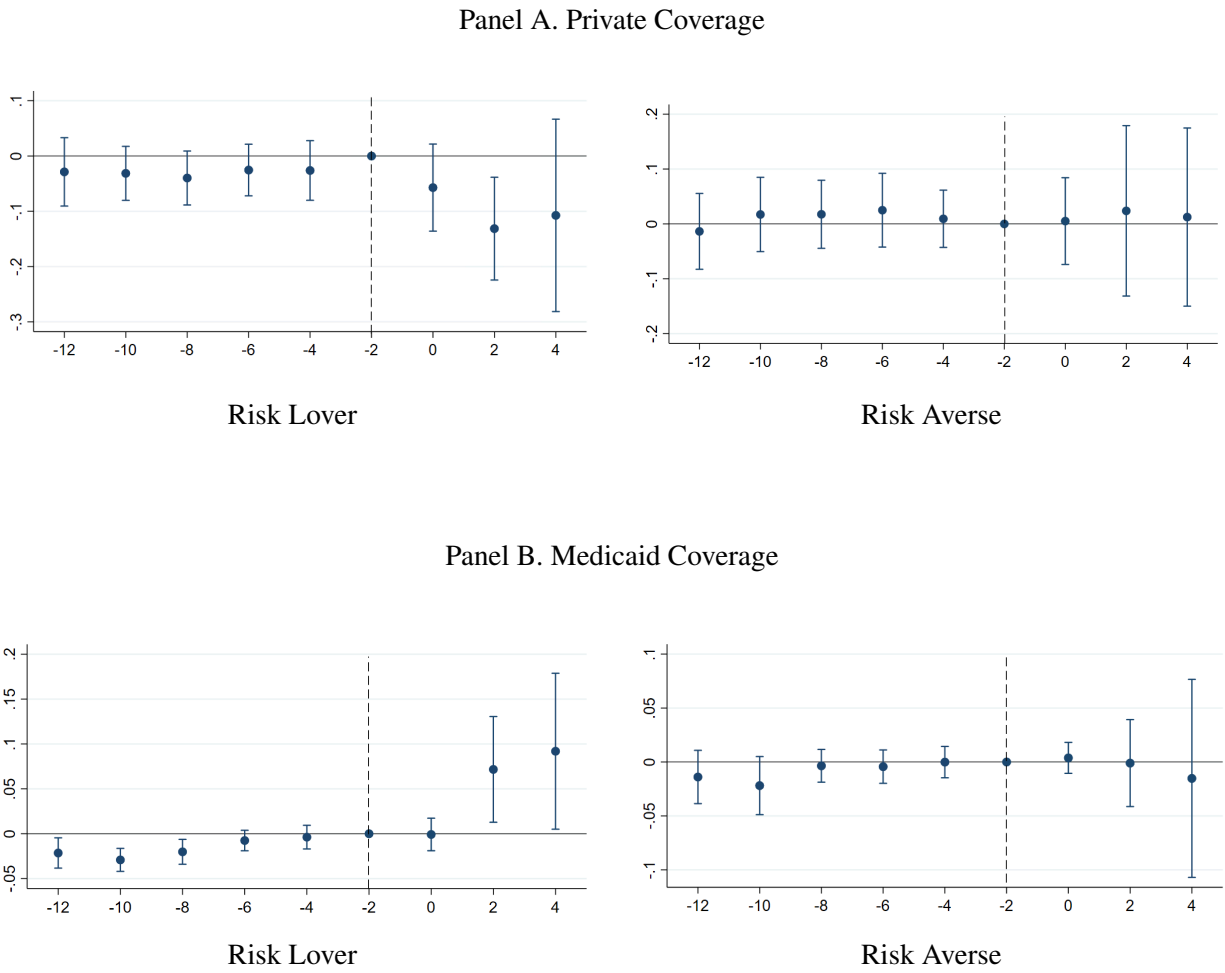 Panel A. Private Coverage
.1
0
-.1
-.2
-.3
-12 -10 -8 -6 -4 -2 0 2 4
Risk Lover
.2
.1
0
-.1
-.2
-12 -10 -8 -6 -4 -2 0 2 4
Risk Averse
Panel B. Medicaid Coverage
.2
.15
.1
.05
0
-.05
-12 -10 -8 -6 -4 -2 0 2 4
Risk Lover
.1
.05
0
-.05
-.1
-12 -10 -8 -6 -4 -2 0 2 4
Risk Averse